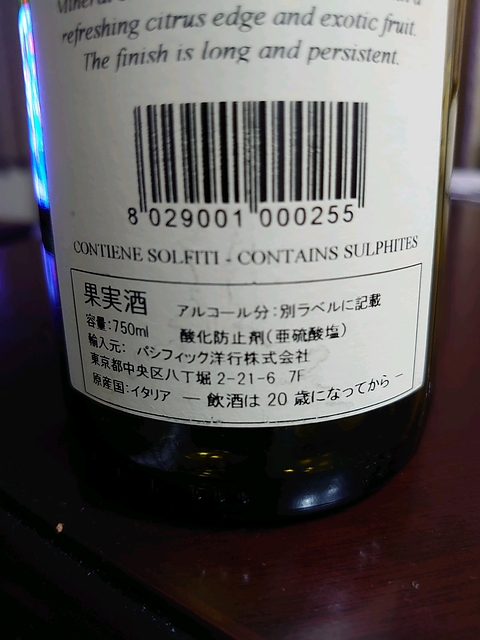 refreshing citrus edge and exotic fruit.
The finish is long and persistent.
8 029001 000255
CONTIENE SOLFITI - CONTAINS SULPHITES
果実酒 アルコール分:別ラベルに記載
容量:750ml 酸化防止剤(亜硫酸塩)
輸入元: パシフィック洋行株式会社
東京都中央区八丁堀 2-21-6 7F
原産国:イタリア ― 飲酒は 20 歳になってから ―